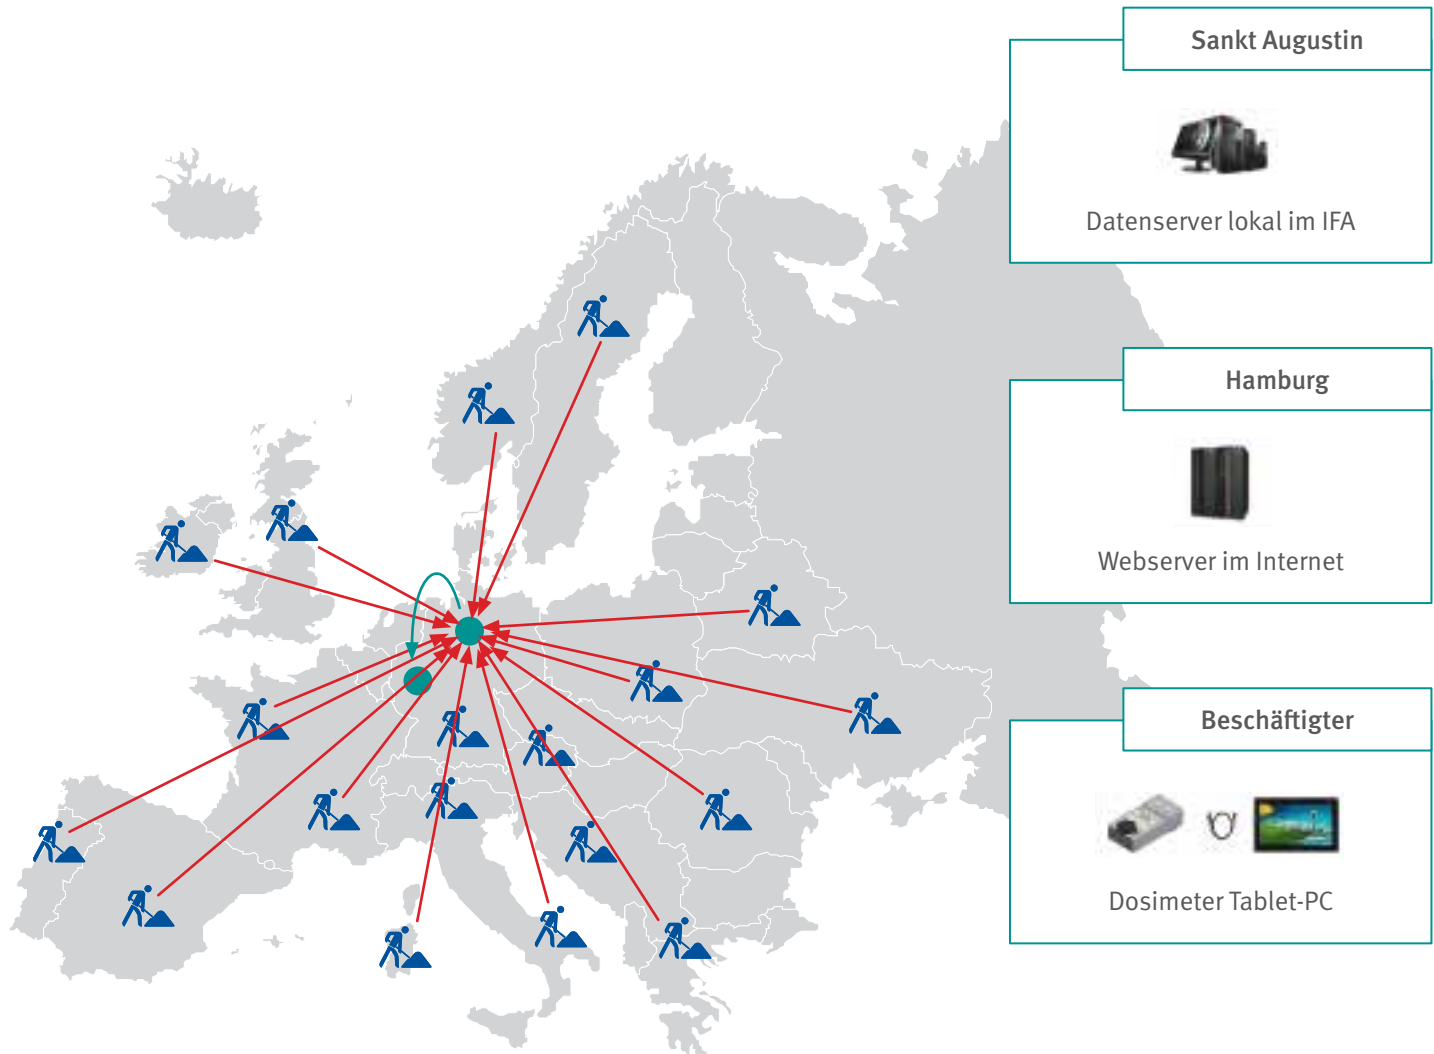 Sankt Augustin
Datenserver lokal im IFA
Hamburg
Webserver im Internet
Beschäftigter
Dosimeter Tablet-PC